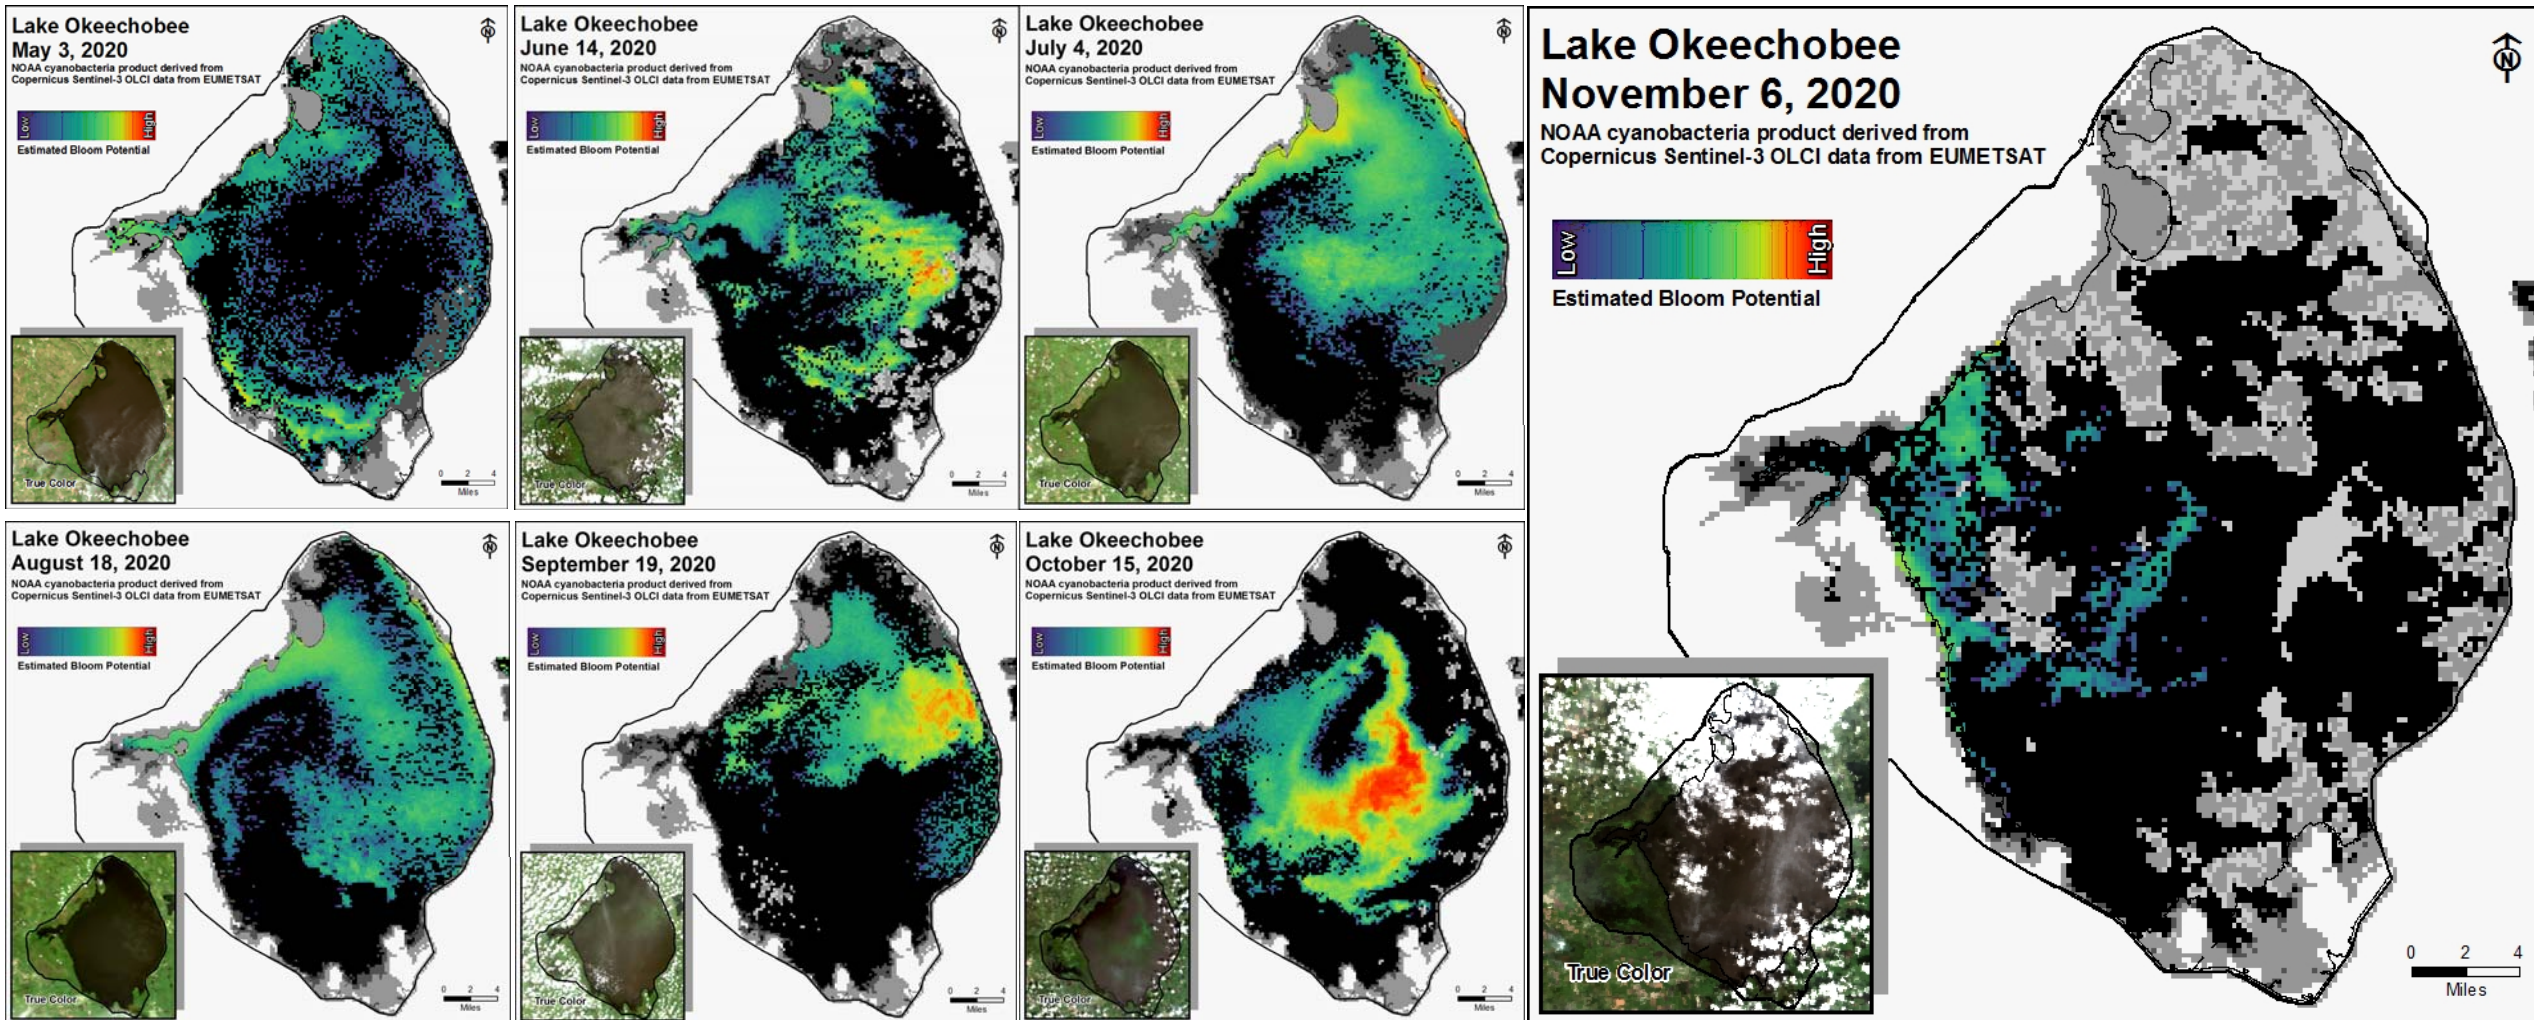 Lake Okeechobee
May 3, 2020
NOAA cyanobacteria product derived from
Copernicus Sentinel-3 OLCI data from EUMETSAT
N
Low
High
Estimated Bloom Potential
True Color
0 2 4
Miles
Lake Okeechobee
June 14, 2020
NOAA cyanobacteria product derived from
Copernicus Sentinel-3 OLCI data from EUMETSAT
N
Low
High
Estimated Bloom Potential
True Color
0 2 4
Miles
Lake Okeechobee
July 4, 2020
NOAA cyanobacteria product derived from
Copernicus Sentinel-3 OLCI data from EUMETSAT
N
Low
High
Estimated Bloom Potential
True Color
0 2 4
Miles
Lake Okeechobee
November 6, 2020
NOAA cyanobacteria product derived from
Copernicus Sentinel-3 OLCI data from EUMETSAT
N
Low
High
Estimated Bloom Potential
True Color
0 2 4
Miles
Lake Okeechobee
August 18, 2020
NOAA cyanobacteria product derived from
Copernicus Sentinel-3 OLCI data from EUMETSAT
N
Low
High
Estimated Bloom Potential
True Color
0 2 4
Miles
Lake Okeechobee
September 19, 2020
NOAA cyanobacteria product derived from
Copernicus Sentinel-3 OLCI data from EUMETSAT
N
Low
High
Estimated Bloom Potential
True Color
0 2 4
Miles
Lake Okeechobee
October 15, 2020
NOAA cyanobacteria product derived from
Copernicus Sentinel-3 OLCI data from EUMETSAT
N
Low
High
Estimated Bloom Potential
True Color
0 2 4
Miles